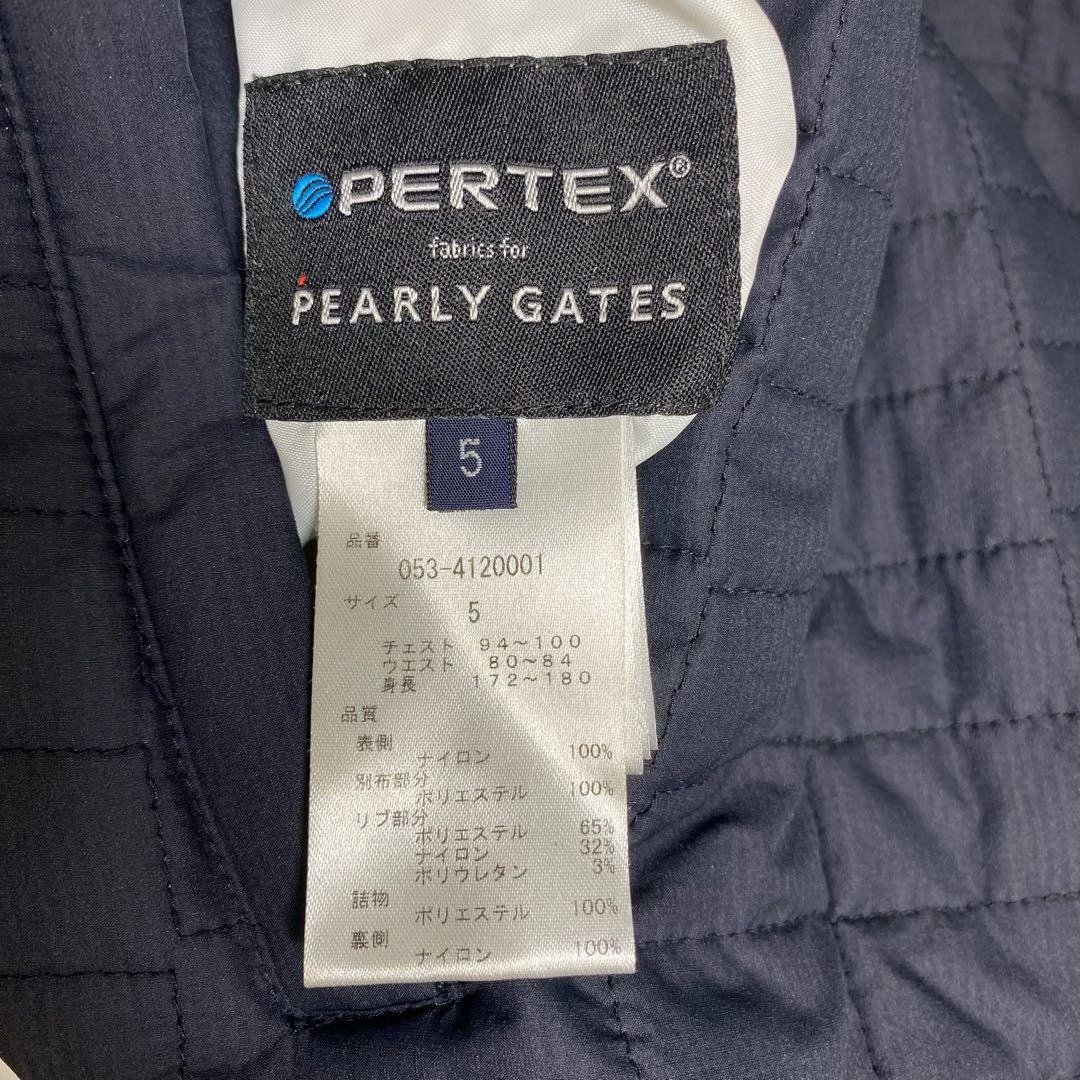 PERTEX®
fabrics for
PEARLY GATES
5
品番
053-4120001
サイズ 5
チェスト 94～100
ウエスト 80～84
身長 172～180
品質
表側
ナイロン 100%
別布部分
ポリエステル 100%
リブ部分
ポリエステル 65%
ナイロン 32%
ポリウレタン 3%
詰物
ポリエステル 100%
裏側
ナイロン 100%